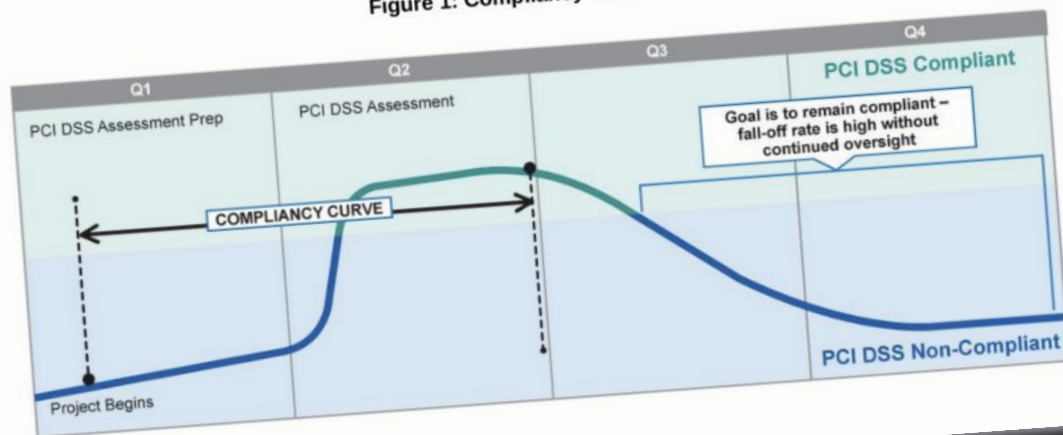 Figure 1: Compliancy
Q1
Q2
Q3
Q4
PCI DSS Assessment Prep
PCI DSS Assessment
PCI DSS Compliant
Goal is to remain compliant –
fall-off rate is high without
continued oversight
COMPLIANCY CURVE
PCI DSS Non-Compliant
Project Begins